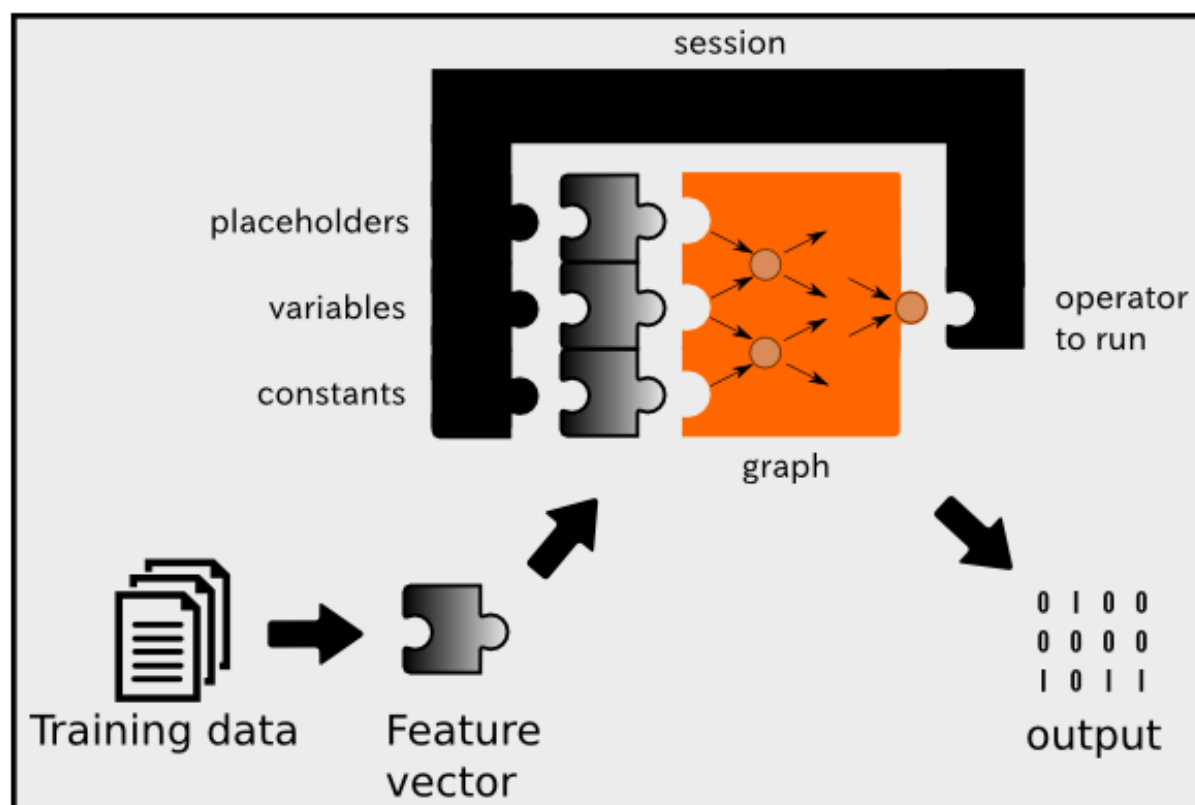 session
placeholders
variables
constants
operator
to run
graph
Training data
Feature
vector
0 1 0 0
0 0 0 0
1 0 1 1
output